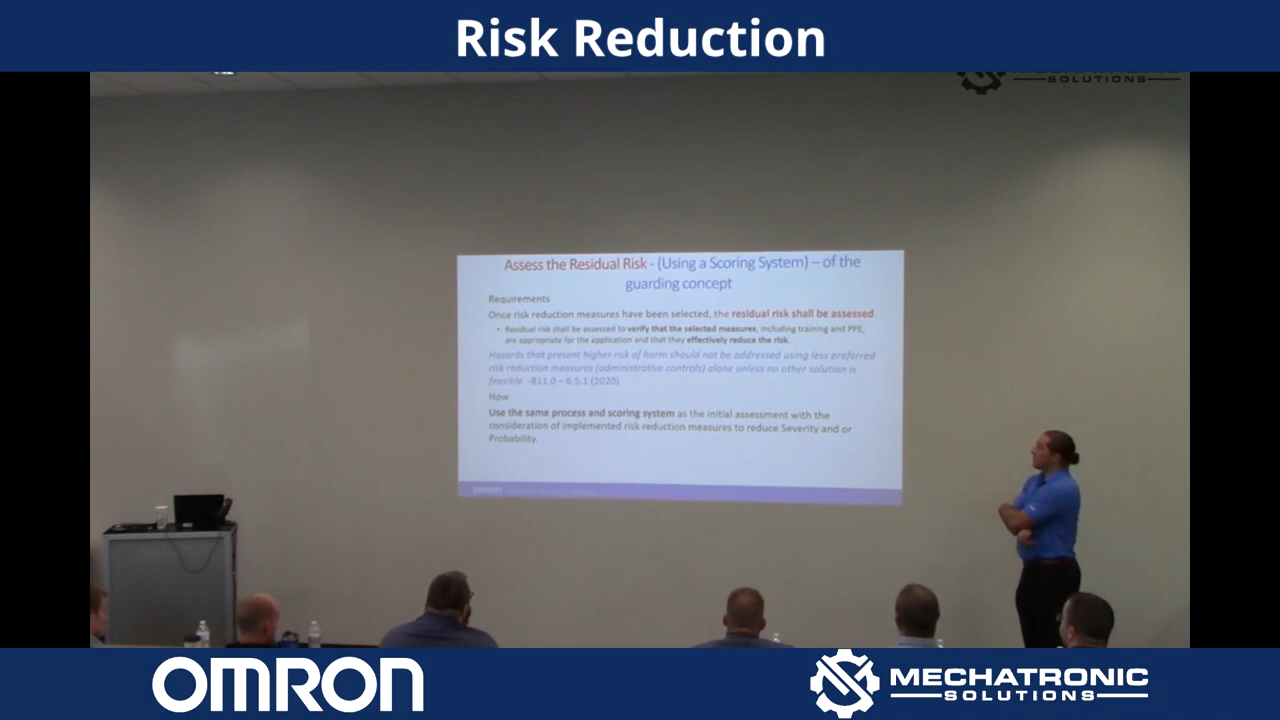 Risk Reduction
SOLUTIONS
Assess the Residual Risk - (Using a Scoring System) – of the
guarding concept
Requirements
Once risk reduction measures have been selected, the residual risk shall be assessed.
• Residual risk shall be assessed to verify that the selected measures, including training and PPE,
are appropriate for the application and that they effectively reduce the risk.
Hazards that present higher risk of harm should not be addressed using less preferred
risk reduction measures (administrative controls) alone unless no other solution is
feasible. -B11.0 – 6.5.1 (2020)
How
Use the same process and scoring system as the initial assessment with the
consideration of implemented risk reduction measures to reduce Severity and or
Probability.
OMRON
OMRON
MECHATRONIC
SOLUTIONS